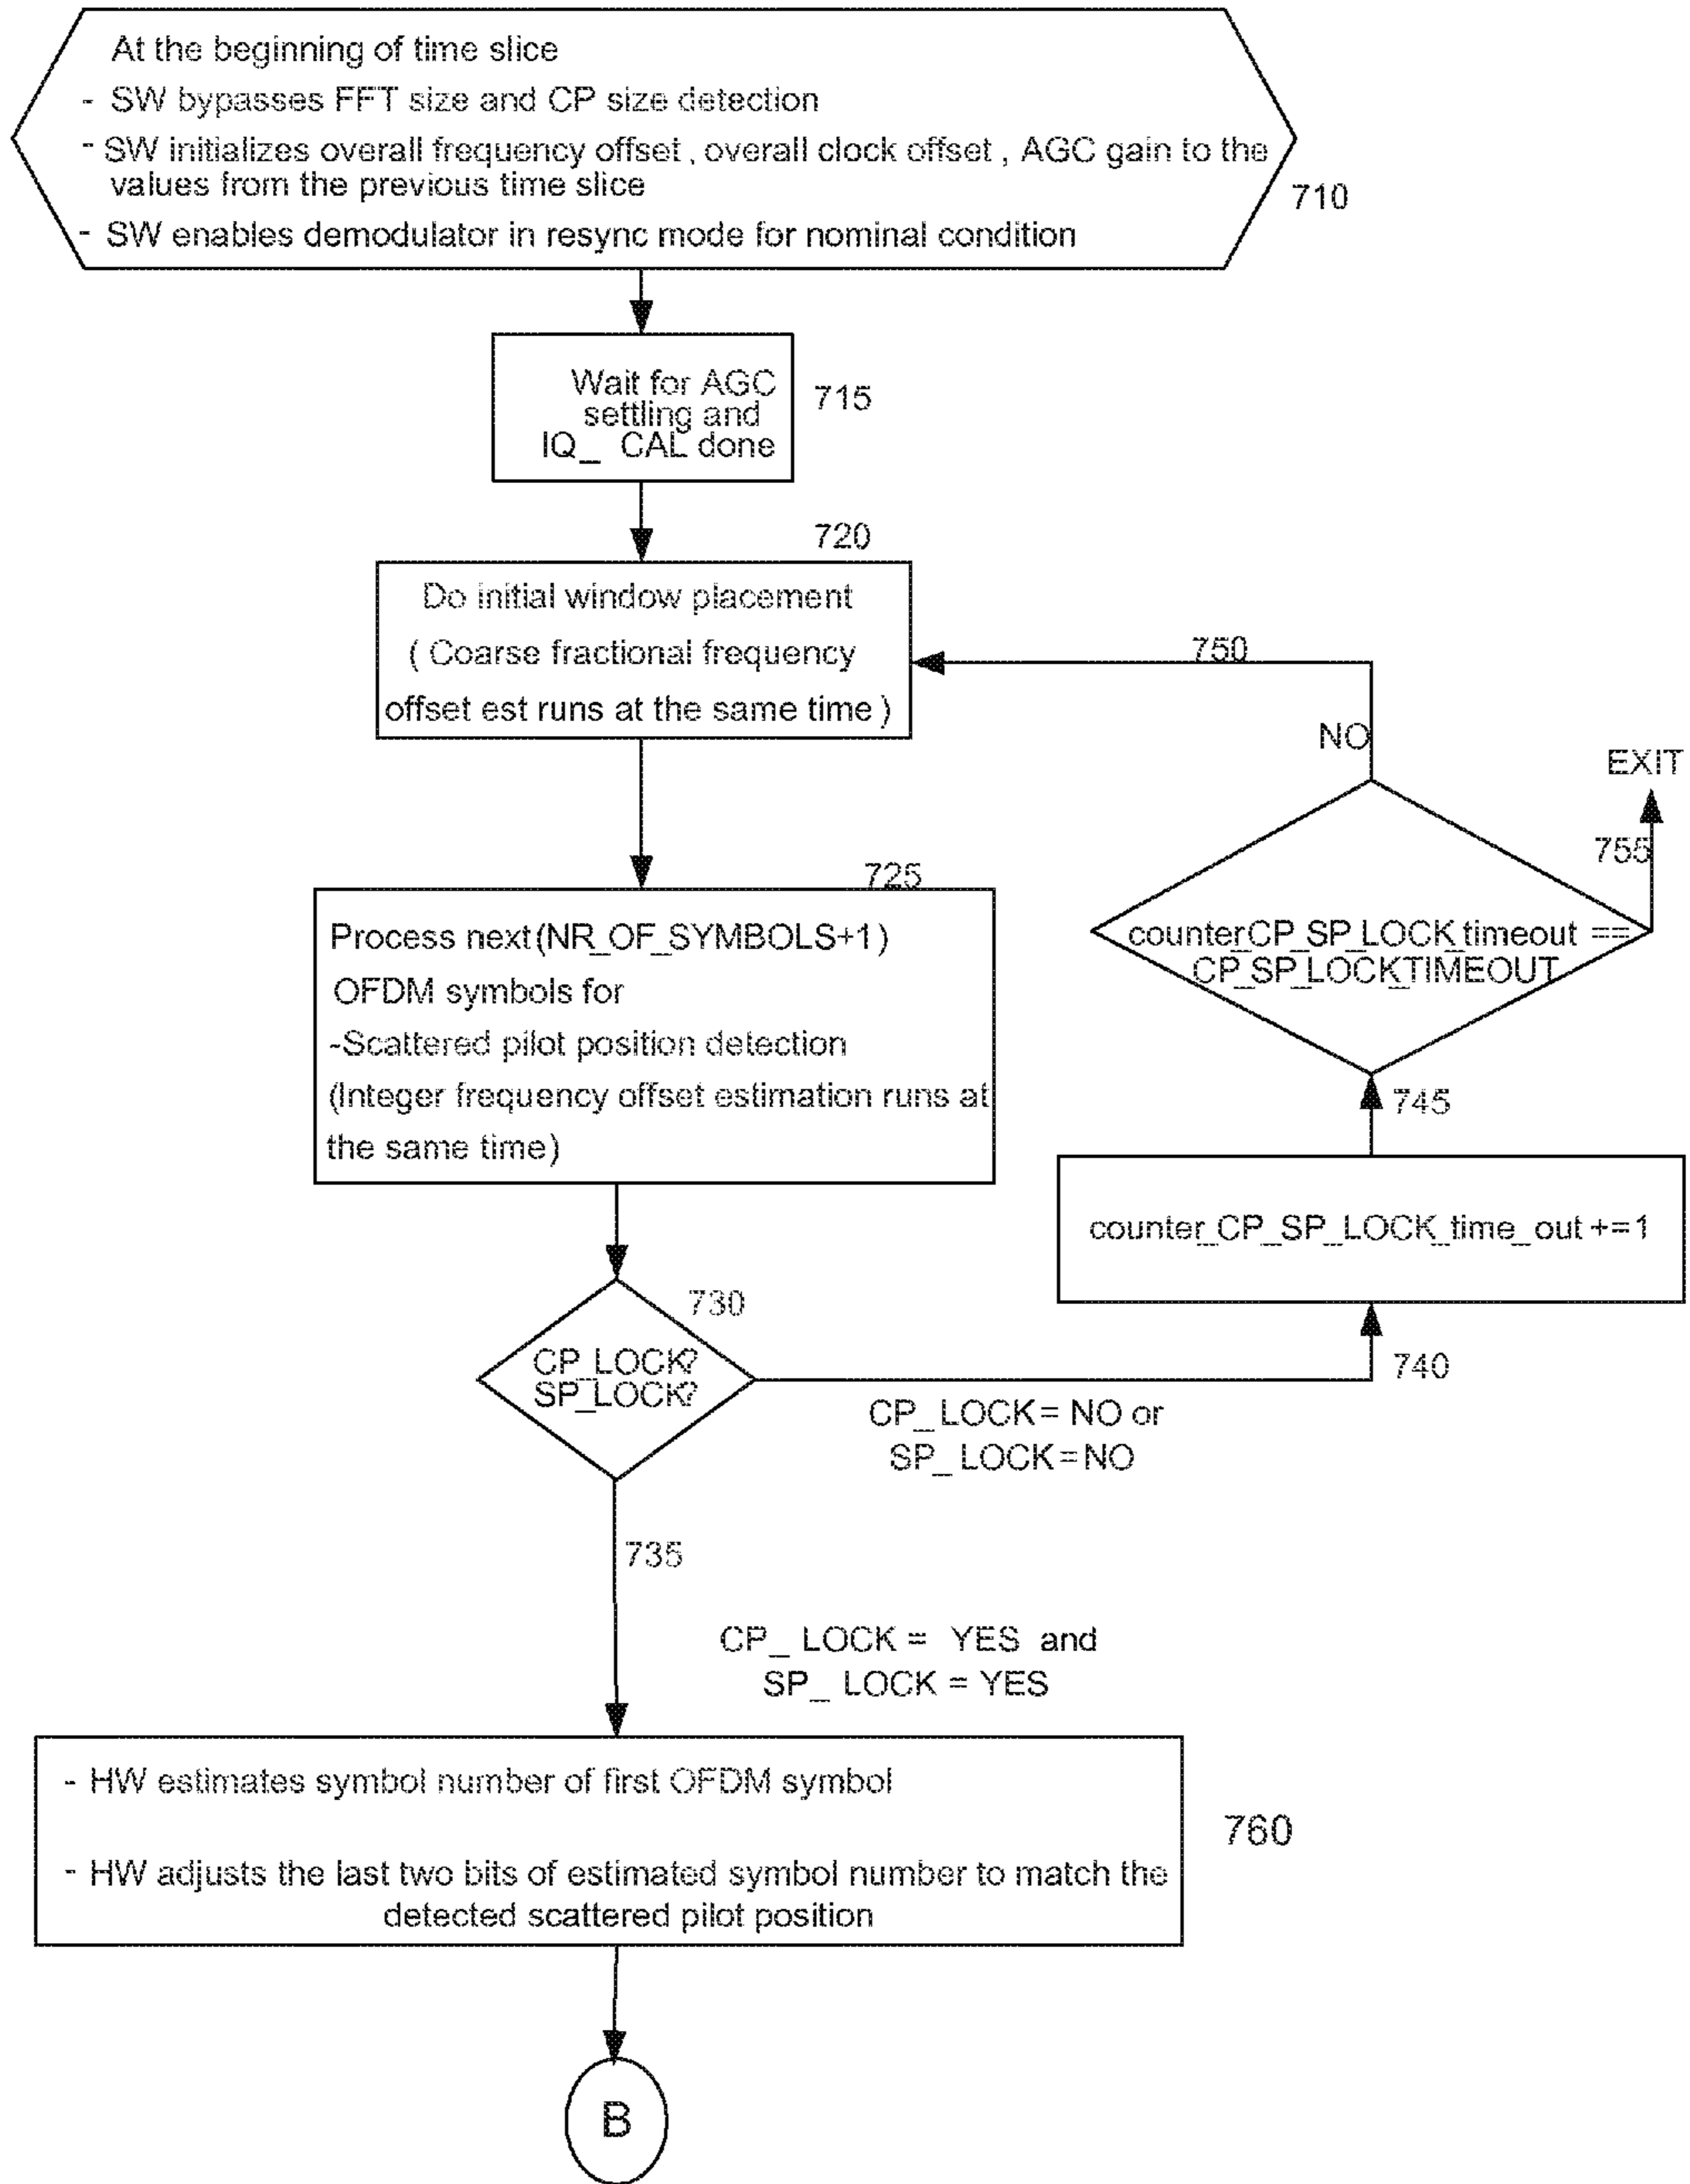 At the beginning of time slice
- SW bypasses FFT size and CP size detection
- SW initializes overall frequency offset , overall clock offset , AGC gain to the
values from the previous time slice
710
- SW enables demodulator in resync mode for nominal condition
Wait for AGC
settling and
IQ_ CAL done
715
720
Do initial window placement
( Coarse fractional frequency
offset est runs at the same time )
750
NO
EXIT
755
counter_CP_SP_LOCK_timeout ==
CP_SP_LOCK_TIMEOUT
745
counter_CP_SP_LOCK_time_out +=1
740
725
Process next (NR_OF_SYMBOLS+1)
OFDM symbols for
-Scattered pilot position detection
(Integer frequency offset estimation runs at
the same time)
730
CP_LOCK?
SP_LOCK?
CP_ LOCK = NO or
SP_ LOCK = NO
735
CP_ LOCK = YES and
SP_ LOCK = YES
- HW estimates symbol number of first OFDM symbol
760
- HW adjusts the last two bits of estimated symbol number to match the
detected scattered pilot position
B